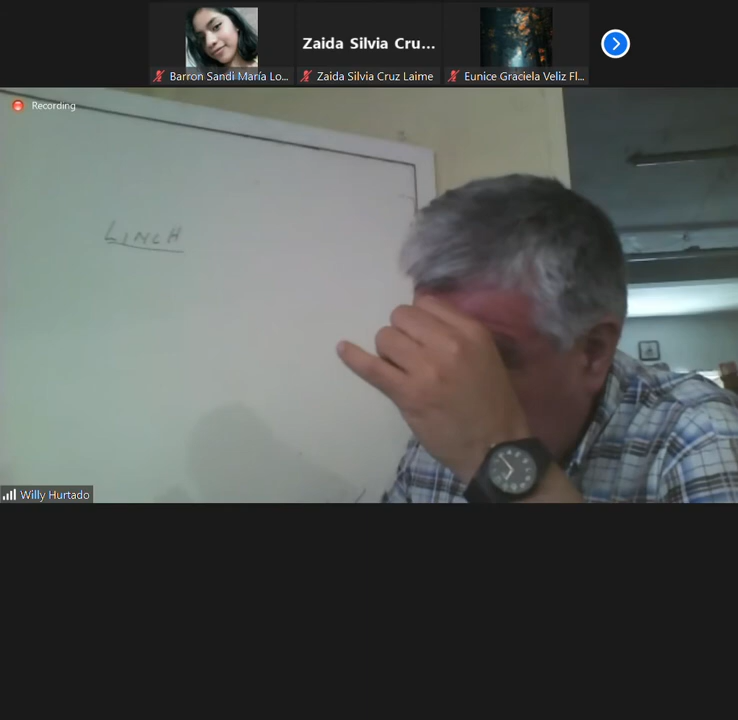 Zaida Silvia Cru...
Barron Sandi María Lo...
Zaida Silvia Cruz Laime
Eunice Graciela Veliz Fl...
Recording
LINCH
Willy Hurtado